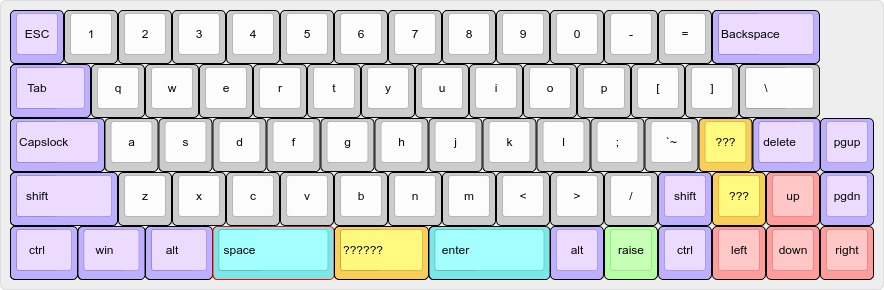 ESC 1 2 3 4 5 6 7 8 9 0 - = Backspace
Tab q w e r t y u i o p [ ] \
Capslock a s d f g h j k l ; `~ ??? delete pgup
shift z x c v b n m < > / shift ??? up pgdn
ctrl win alt space ?????? enter alt raise ctrl left down right